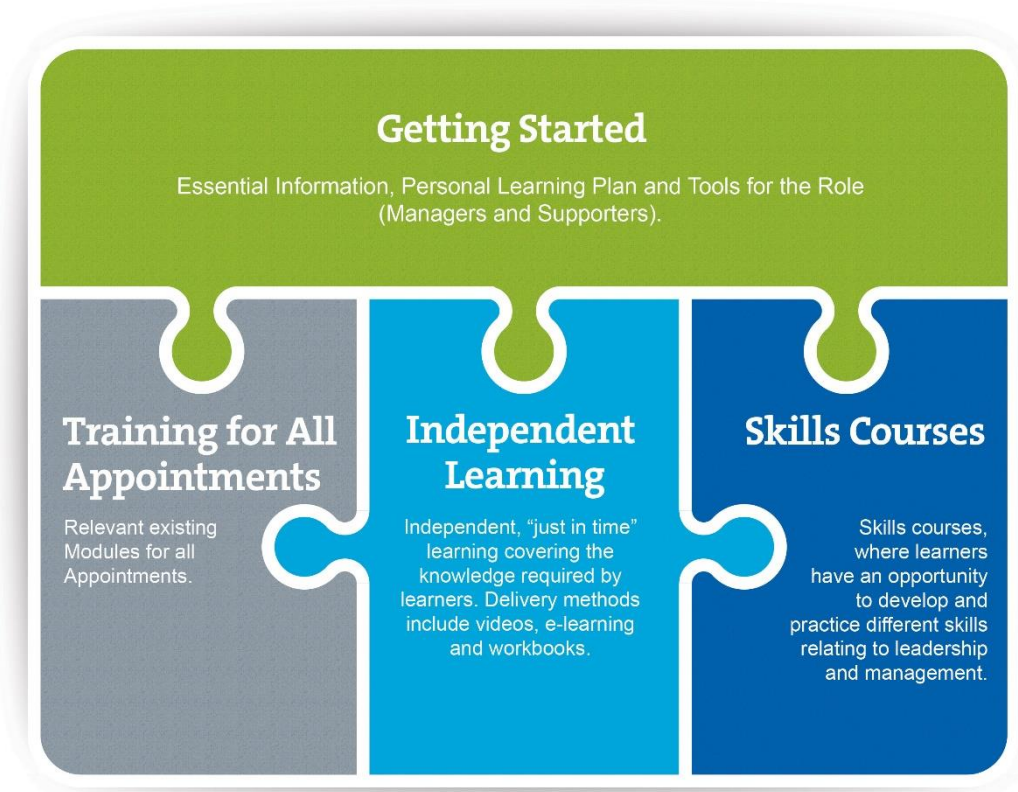 Getting Started
Essential Information, Personal Learning Plan and Tools for the Role
(Managers and Supporters).
Training for All
Appointments
Relevant existing
Modules for all
Appointments.
Independent
Learning
Independent, “just in time”
learning covering the
knowledge required by
learners. Delivery methods
include videos, e-learning
and workbooks.
Skills Courses
Skills courses,
where learners
have an opportunity
to develop and
practice different skills
relating to leadership
and management.